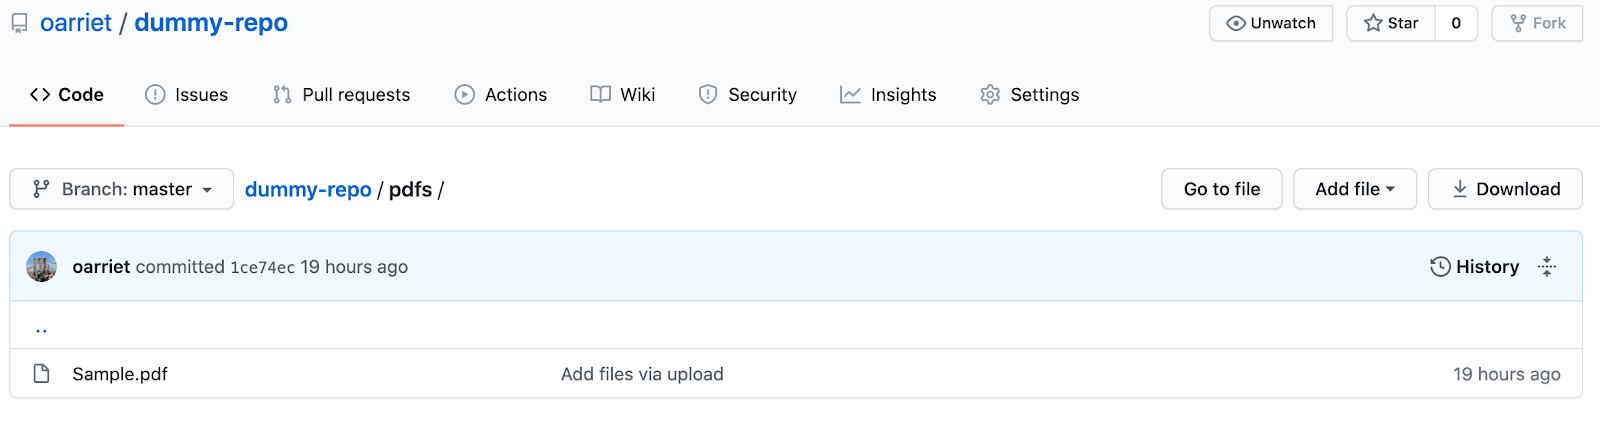 oarriet / dummy-repo
Unwatch
Star 0
Fork
Code Issues Pull requests Actions Wiki Security Insights Settings
Branch: master dummy-repo / pdfs /
Go to file Add file Download
oarriet committed 1ce74ec 19 hours ago History
..
Sample.pdf Add files via upload 19 hours ago